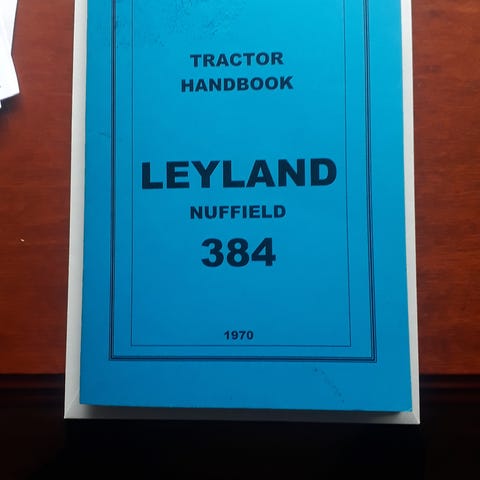 TRACTOR
HANDBOOK
LEYLAND
NUFFIELD
384
1970